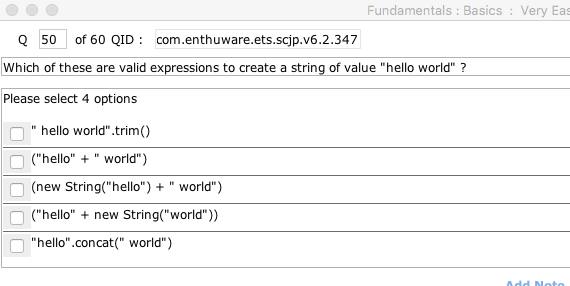 Fundamentals : Basics : Very Eas
Q 50 of 60 QID : com.enthuware.ets.scjp.v6.2.347
Which of these are valid expressions to create a string of value "hello world" ?
Please select 4 options
" hello world".trim()
("hello" + " world")
(new String("hello") + " world")
("hello" + new String("world"))
"hello".concat(" world")
Add Note